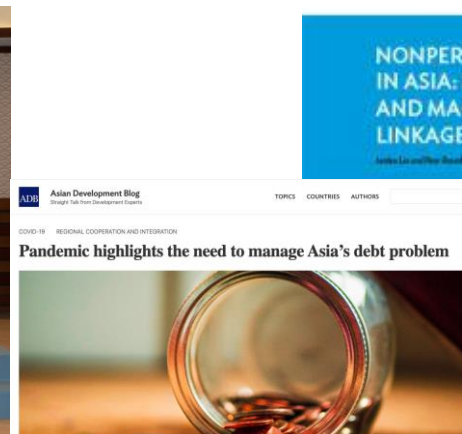 NONPER
IN ASIA:
AND MA
LINKAGE
ADB
Asian Development Blog
Straight Talk from Development Experts
TOPICS COUNTRIES AUTHORS
COVID-19 REGIONAL COOPERATION AND INTEGRATION
Pandemic highlights the need to manage Asia's debt problem